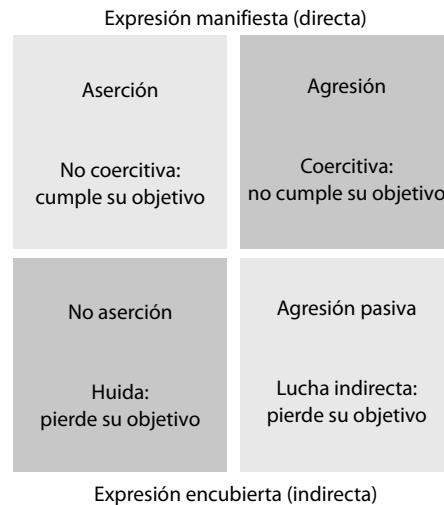 Expresión manifiesta (directa)
Aserción
No coercitiva:
cumple su objetivo
Agresión
Coercitiva:
no cumple su objetivo
No aserción
Huida:
pierde su objetivo
Agresión pasiva
Lucha indirecta:
pierde su objetivo
Expresión encubierta (indirecta)